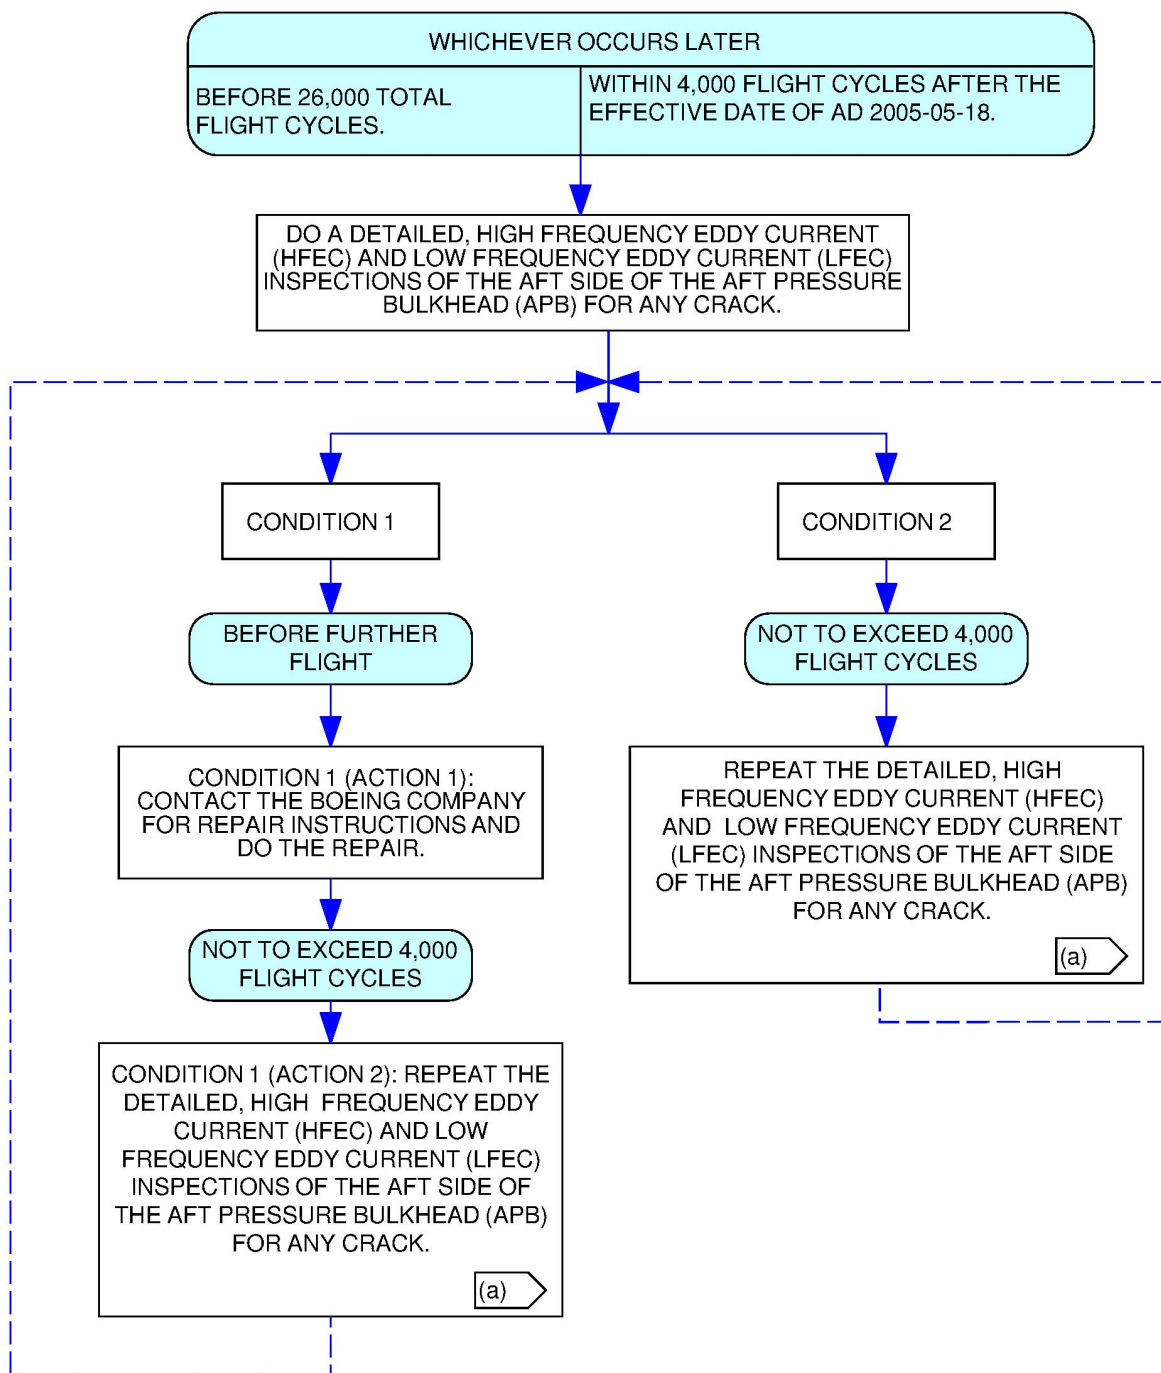 WHICHEVER OCCURS LATER
BEFORE 26,000 TOTAL
FLIGHT CYCLES.
WITHIN 4,000 FLIGHT CYCLES AFTER THE
EFFECTIVE DATE OF AD 2005-05-18.
DO A DETAILED, HIGH FREQUENCY EDDY CURRENT
(HFEC) AND LOW FREQUENCY EDDY CURRENT (LFEC)
INSPECTIONS OF THE AFT SIDE OF THE AFT PRESSURE
BULKHEAD (APB) FOR ANY CRACK.
CONDITION 1
BEFORE FURTHER
FLIGHT
CONDITION 1 (ACTION 1):
CONTACT THE BOEING COMPANY
FOR REPAIR INSTRUCTIONS AND
DO THE REPAIR.
NOT TO EXCEED 4,000
FLIGHT CYCLES
CONDITION 1 (ACTION 2): REPEAT THE
DETAILED, HIGH FREQUENCY EDDY
CURRENT (HFEC) AND LOW
FREQUENCY EDDY CURRENT (LFEC)
INSPECTIONS OF THE AFT SIDE OF
THE AFT PRESSURE BULKHEAD (APB)
FOR ANY CRACK.
(a)
CONDITION 2
NOT TO EXCEED 4,000
FLIGHT CYCLES
REPEAT THE DETAILED, HIGH
FREQUENCY EDDY CURRENT (HFEC)
AND LOW FREQUENCY EDDY CURRENT
(LFEC) INSPECTIONS OF THE AFT SIDE
OF THE AFT PRESSURE BULKHEAD (APB)
FOR ANY CRACK.
(a)